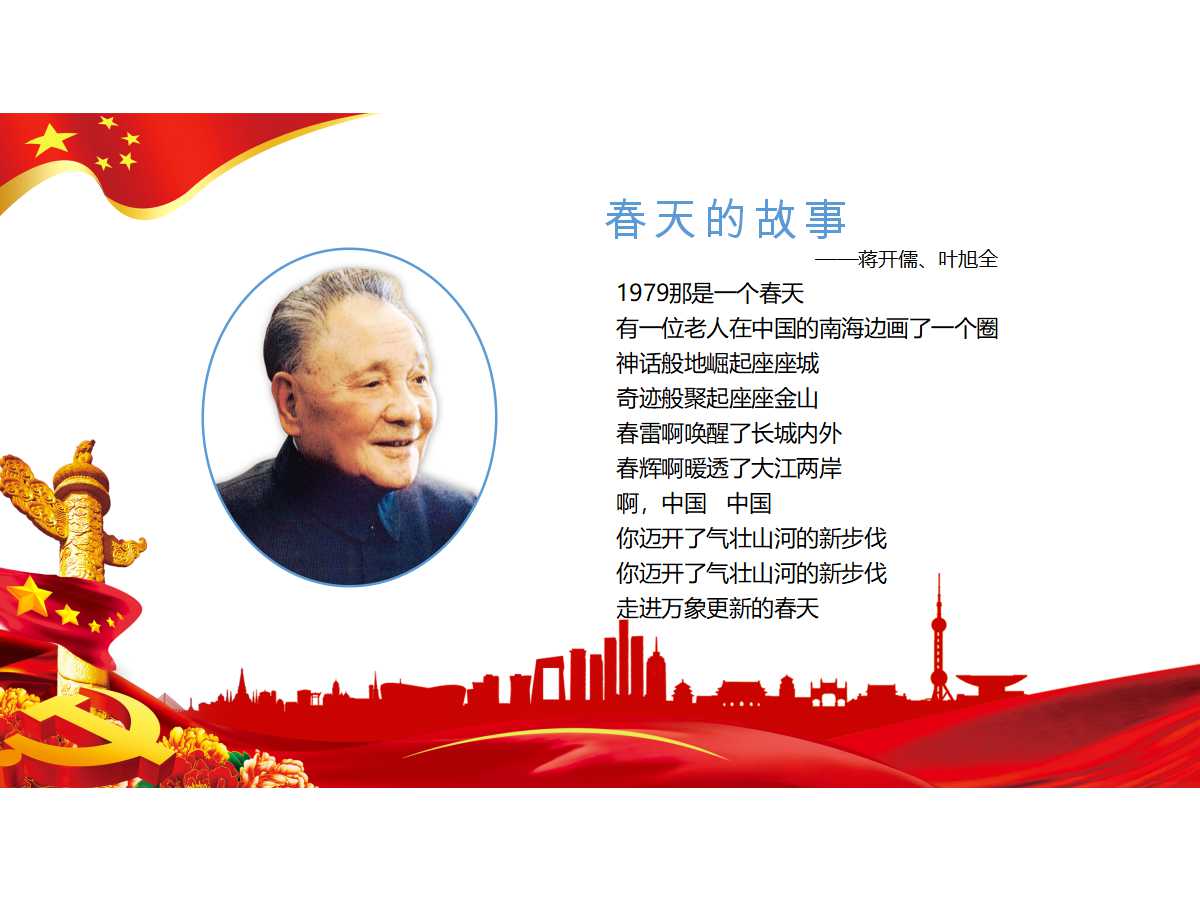 春天的故事
——蒋开儒、叶旭全
1979那是一个春天
有一位老人在中国的南海边画了一个圈
神话般地崛起座座城
奇迹般聚起座座金山
春雷啊唤醒了长城内外
春辉啊暖透了大江两岸
啊，中国 中国
你迈开了气壮山河的新步伐
你迈开了气壮山河的新步伐
走进万象更新的春天